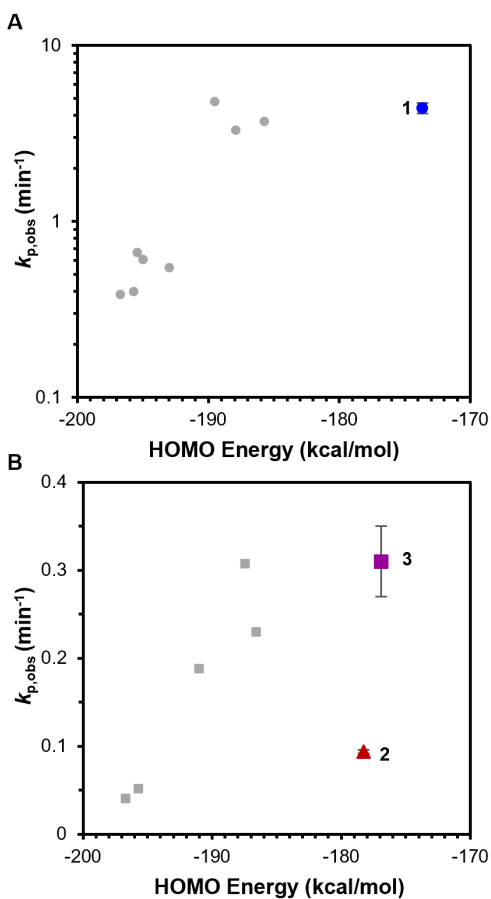 A
10
1
0.1
k p,obs (min-1)
1
-200 -190 -180 -170
HOMO Energy (kcal/mol)
B
0.4
0.3
0.2
0.1
0
k p,obs (min-1)
3
2
-200 -190 -180 -170
HOMO Energy (kcal/mol)